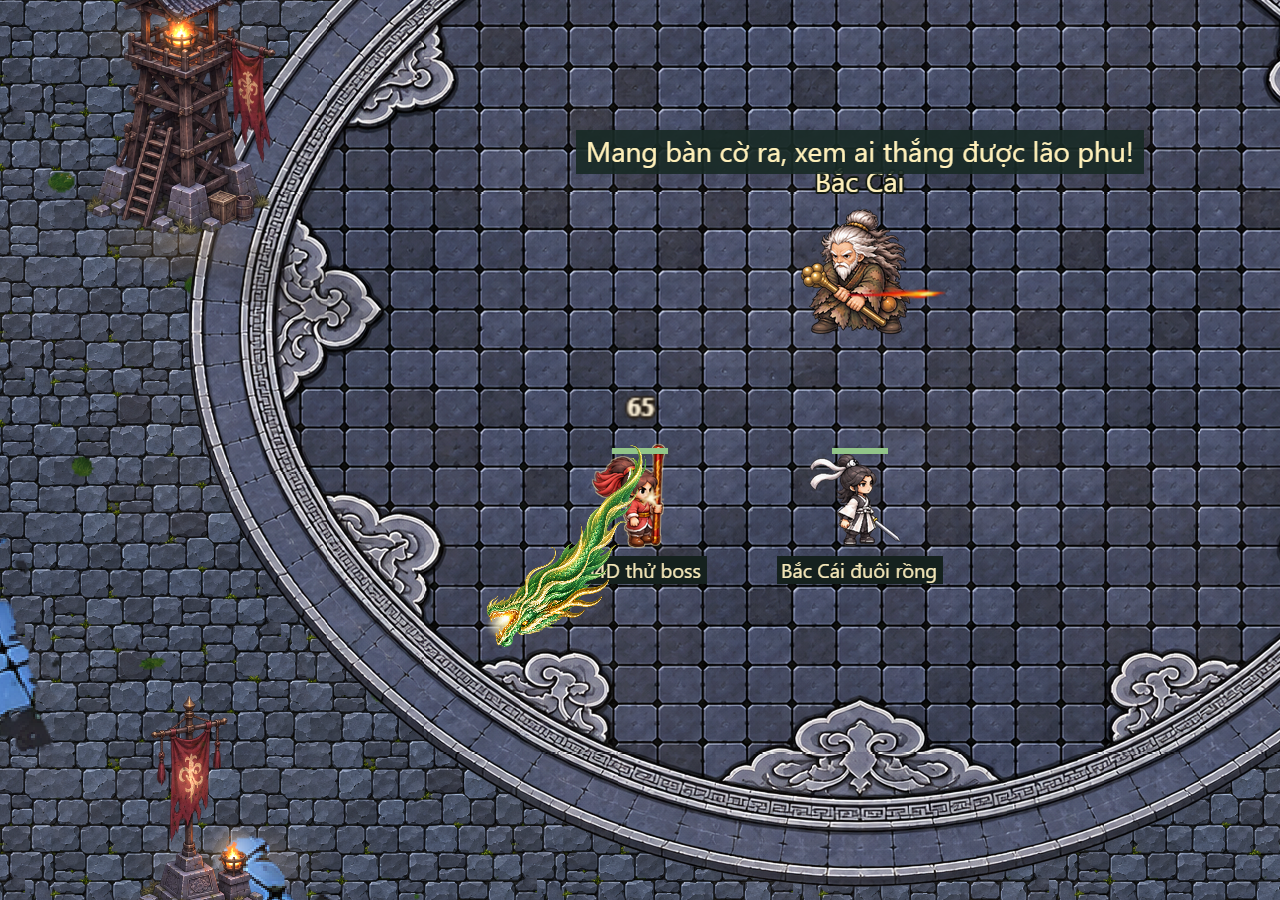 Mang bàn cờ ra, xem ai thắng được lão phu!
Bắc Cái
65
4D thử boss
Bắc Cái đuôi rồng